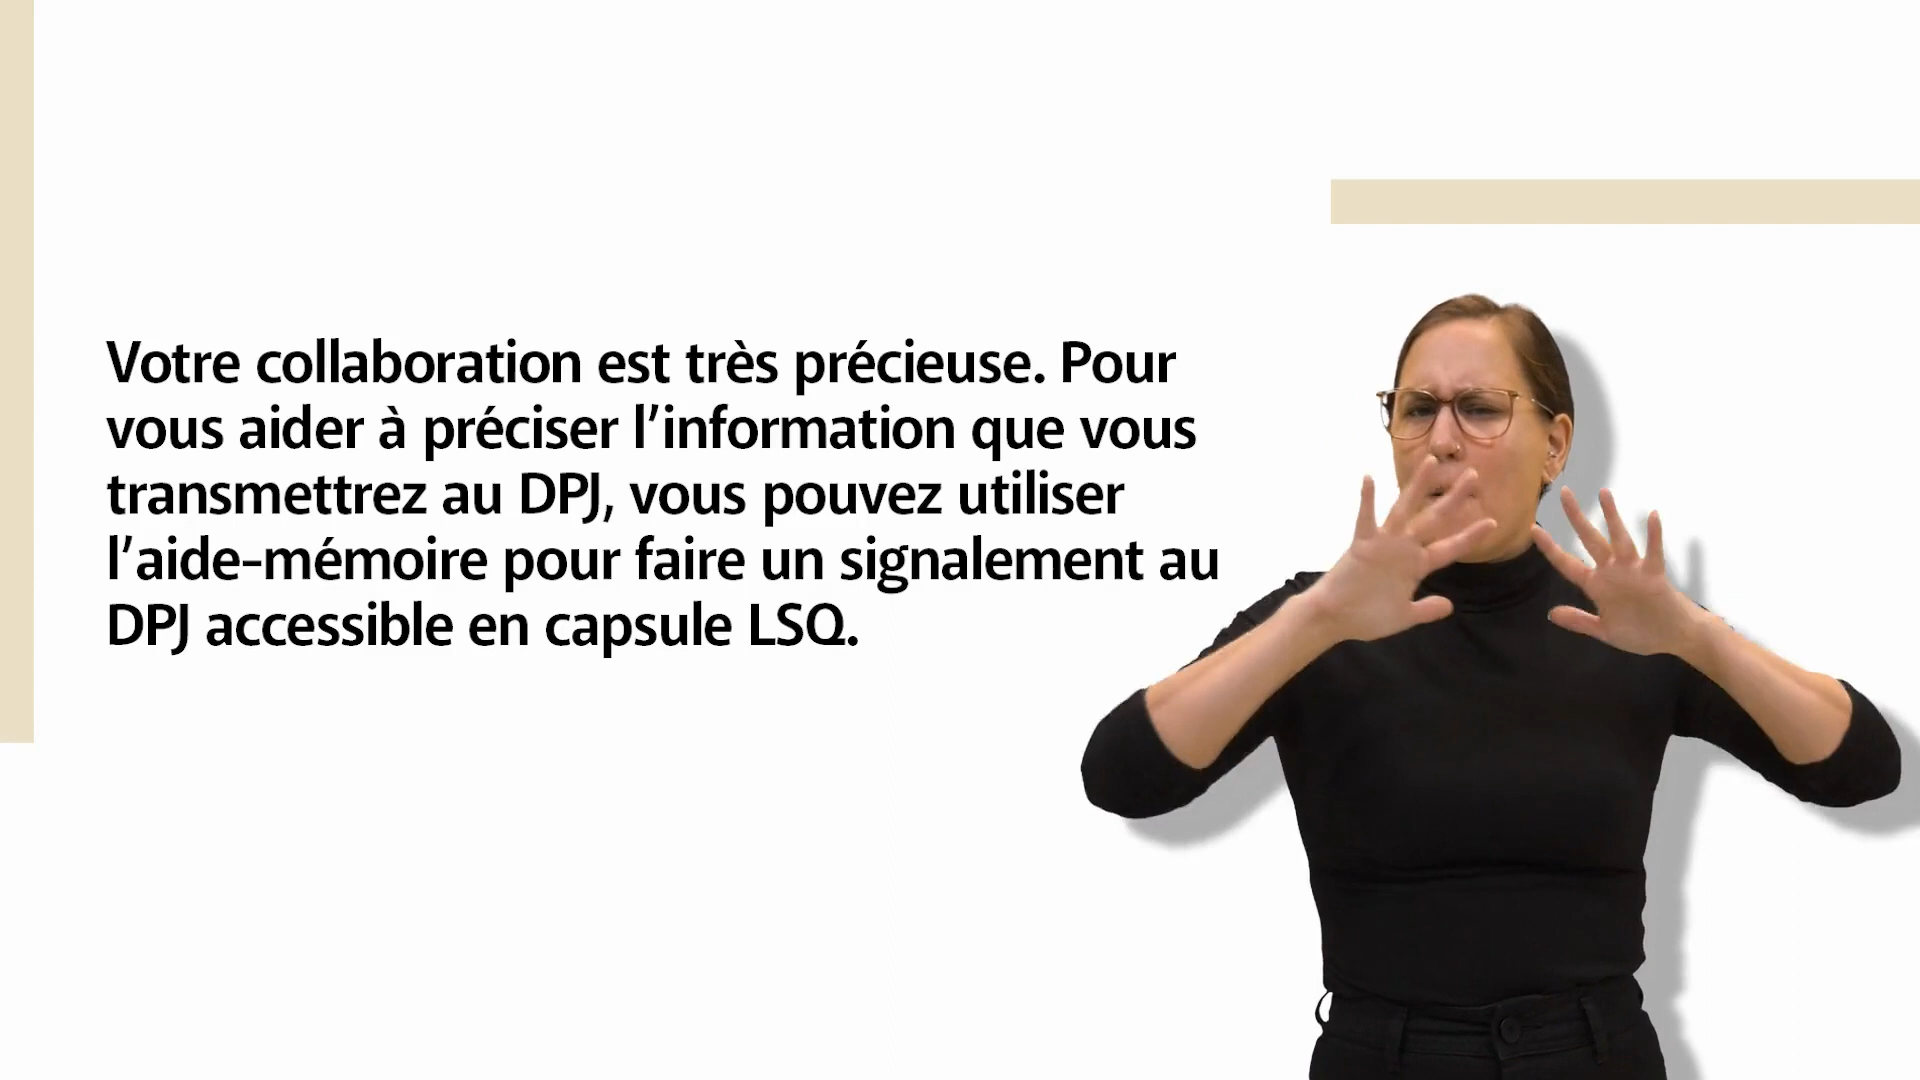 Votre collaboration est très précieuse. Pour
vous aider à préciser l’information que vous
transmettrez au DPJ, vous pouvez utiliser
l’aide-mémoire pour faire un signalement au
DPJ accessible en capsule LSQ.